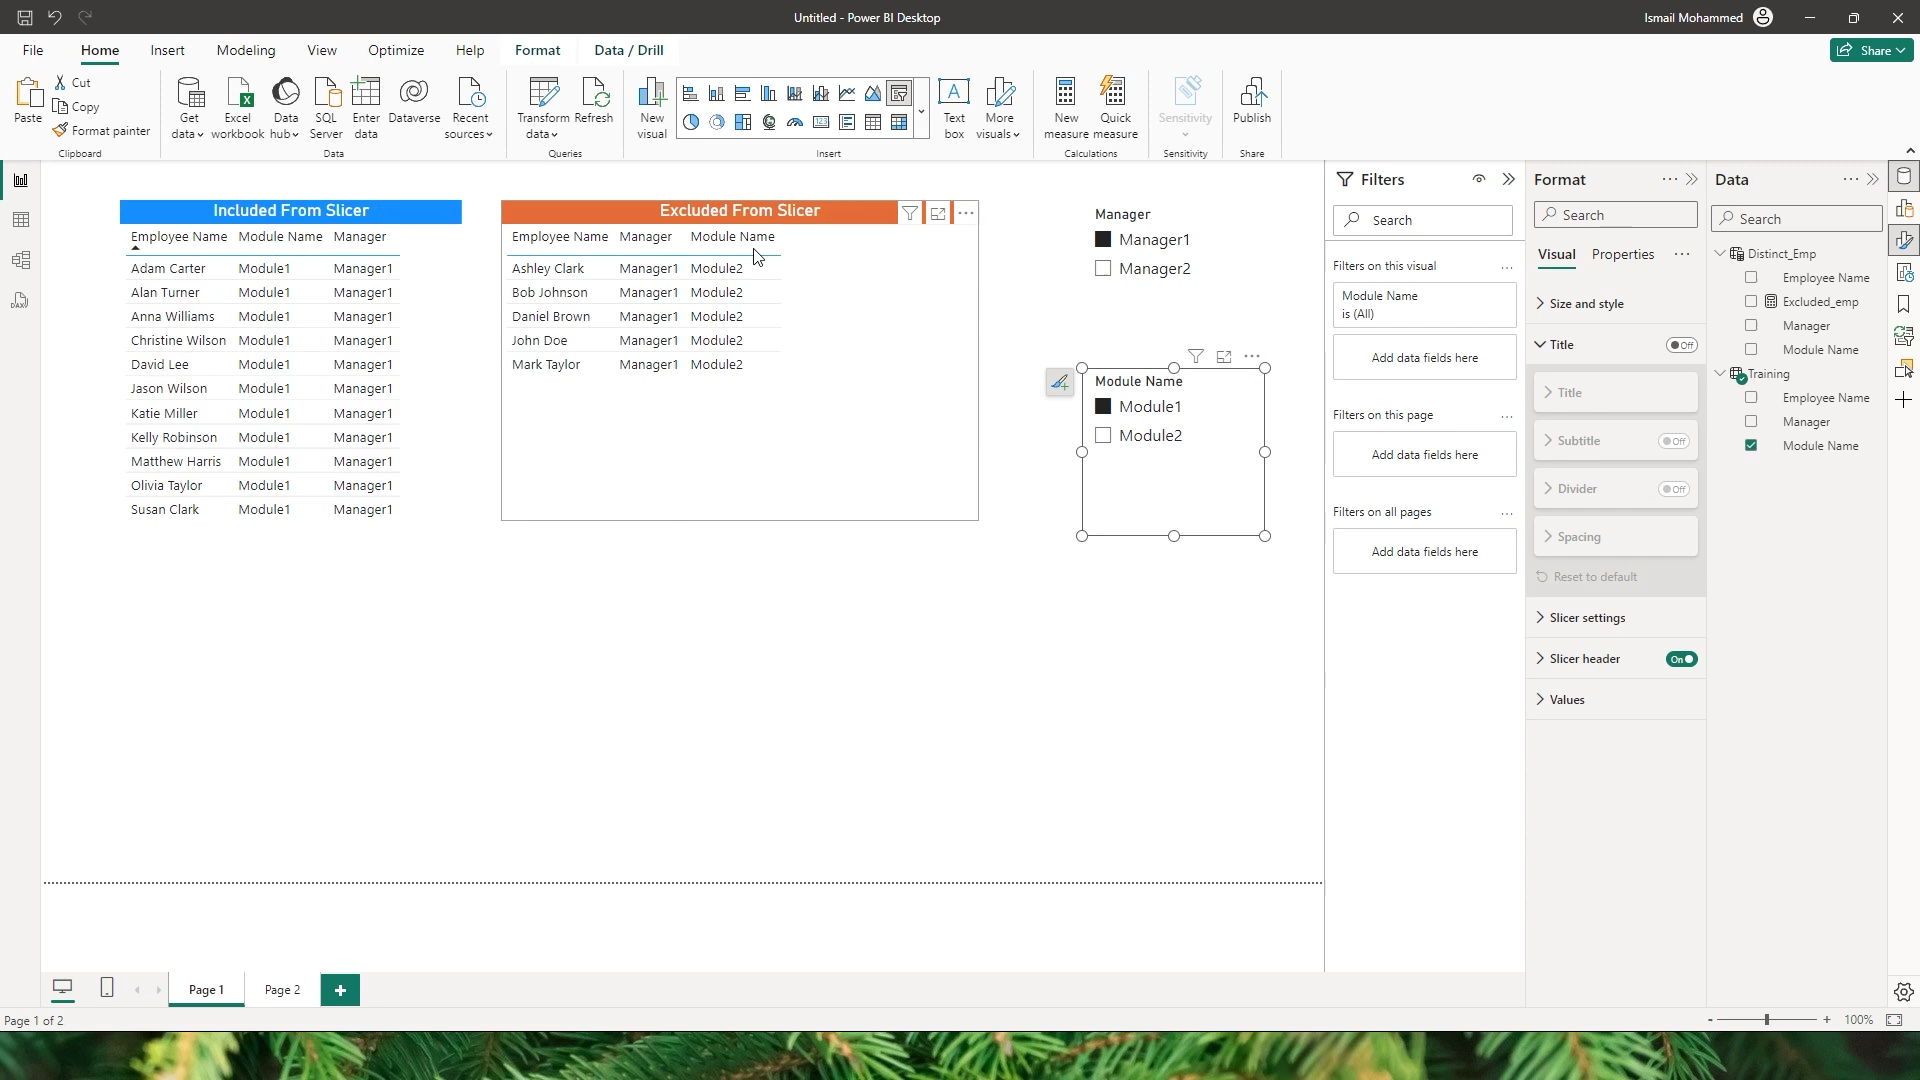 Untitled - Power BI Desktop
Ismail Mohammed
File Home Insert Modeling View Optimize Help Format Data / Drill
Share
Paste
Cut
Copy
Format painter
Clipboard
Get data
Excel workbook
Data hub
SQL Server
Enter data
Dataverse
Recent sources
Data
Transform data
Refresh
Queries
New visual
Text box
More visuals
Insert
New measure
Quick measure
Calculations
Sensitivity
Sensitivity
Publish
Share
Included From Slicer
Employee Name Module Name Manager
Adam Carter Module1 Manager1
Alan Turner Module1 Manager1
Anna Williams Module1 Manager1
Christine Wilson Module1 Manager1
David Lee Module1 Manager1
Jason Wilson Module1 Manager1
Katie Miller Module1 Manager1
Kelly Robinson Module1 Manager1
Matthew Harris Module1 Manager1
Olivia Taylor Module1 Manager1
Susan Clark Module1 Manager1
Excluded From Slicer
Employee Name Manager Module Name
Ashley Clark Manager1 Module2
Bob Johnson Manager1 Module2
Daniel Brown Manager1 Module2
John Doe Manager1 Module2
Mark Taylor Manager1 Module2
Manager
Manager1
Manager2
Module Name
Module1
Module2
Filters
Search
Filters on this visual
Module Name
is (All)
Add data fields here
Filters on this page
Add data fields here
Filters on all pages
Add data fields here
Format
Search
Visual Properties
Size and style
Title Off
Title
Subtitle Off
Divider Off
Spacing
Reset to default
Slicer settings
Slicer header On
Values
Data
Search
Distinct_Emp
Employee Name
Excluded_emp
Manager
Module Name
Training
Employee Name
Manager
Module Name
Page 1
Page 2
Page 1 of 2
- + 100%